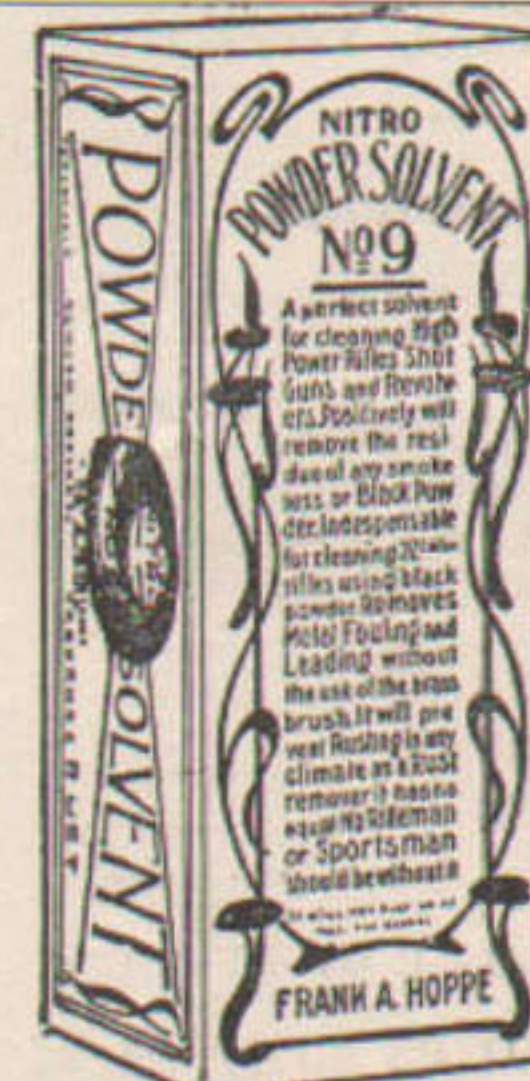 NITRO
POWDER SOLVENT
No 9
A perfect solvent
for cleaning High
Power Rifles Shot
Guns and Revolv-
ers. Positively will
remove the resi
due of any smoke
less or Black Pow
der. Indespensable
for cleaning 22
rifles using black
powder Removes
Metal Fouling and
Leading without
the use of the brass
brush. It will pre
vent Rusting in any
climate as a Rust
remover it has no
equal No Rifleman
or Sportsman
should be without it
FRANK A. HOPPE
POWDER SOLVENT